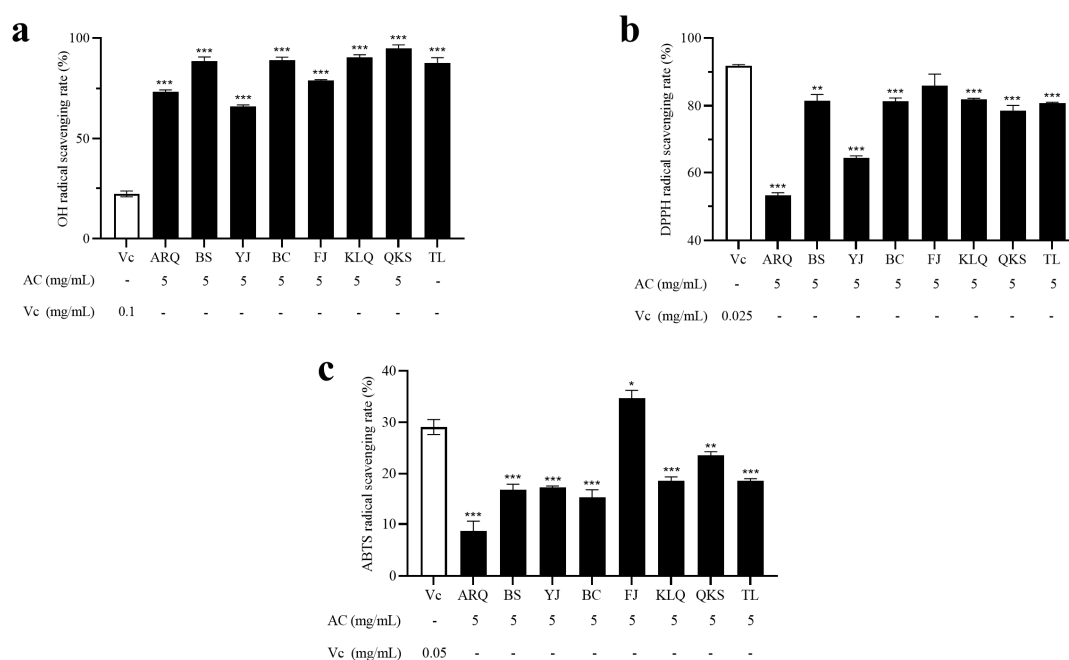 a
OH radical scavenging rate (%)
100
50
0
***
***
***
***
***
***
***
***
Vc ARQ BS YJ BC FJ KLQ QKS TL
AC (mg/mL) - 5 5 5 5 5 5 5 -
Vc (mg/mL) 0.1 - - - - - - - -
b
DPPH radical scavenging rate (%)
100
80
60
40
***
**
***
***
***
***
***
Vc ARQ BS YJ BC FJ KLQ QKS TL
AC (mg/mL) - 5 5 5 5 5 5 5 5
Vc (mg/mL) 0.025 - - - - - - - -
c
ABTS radical scavenging rate (%)
40
30
20
10
0
***
***
***
***
*
***
**
***
Vc ARQ BS YJ BC FJ KLQ QKS TL
AC (mg/mL) - 5 5 5 5 5 5 5 5
Vc (mg/mL) 0.05 - - - - - - - -